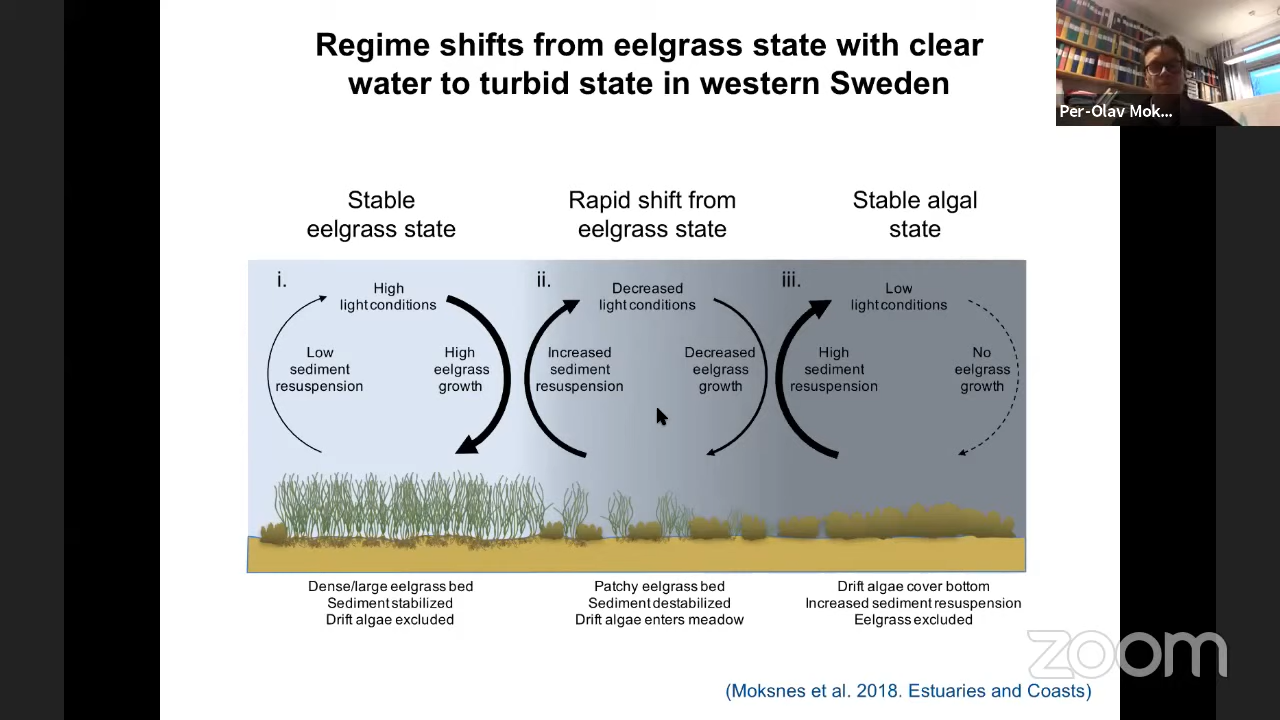 Regime shifts from eelgrass state with clear
water to turbid state in western Sweden
Per-Olav Mok...
Stable
eelgrass state
Rapid shift from
eelgrass state
Stable algal
state
i.
High
light conditions
Low
sediment
resuspension
High
eelgrass
growth
ii.
Decreased
light conditions
Increased
sediment
resuspension
Decreased
eelgrass
growth
iii.
Low
light conditions
High
sediment
resuspension
No
eelgrass
growth
Dense/large eelgrass bed
Sediment stabilized
Drift algae excluded
Patchy eelgrass bed
Sediment destabilized
Drift algae enters meadow
Drift algae cover bottom
Increased sediment resuspension
Eelgrass excluded
zoom
(Moksnes et al. 2018. Estuaries and Coasts)